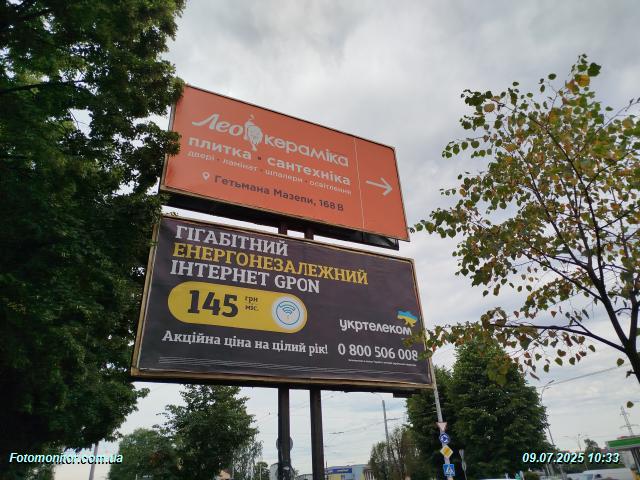 Лео кераміка
плитка · сантехніка
двері · ламінат · шпалери · освітлення
Гетьмана Мазепи, 168 В
ГІГАБІТНИЙ
ЕНЕРГОНЕЗАЛЕЖНИЙ
ІНТЕРНЕТ GPON
145 грн
міс.
укртелеком
Акційна ціна на цілий рік!
0 800 506 008
Fotomonitor.com.ua
09.07.2025 10:33